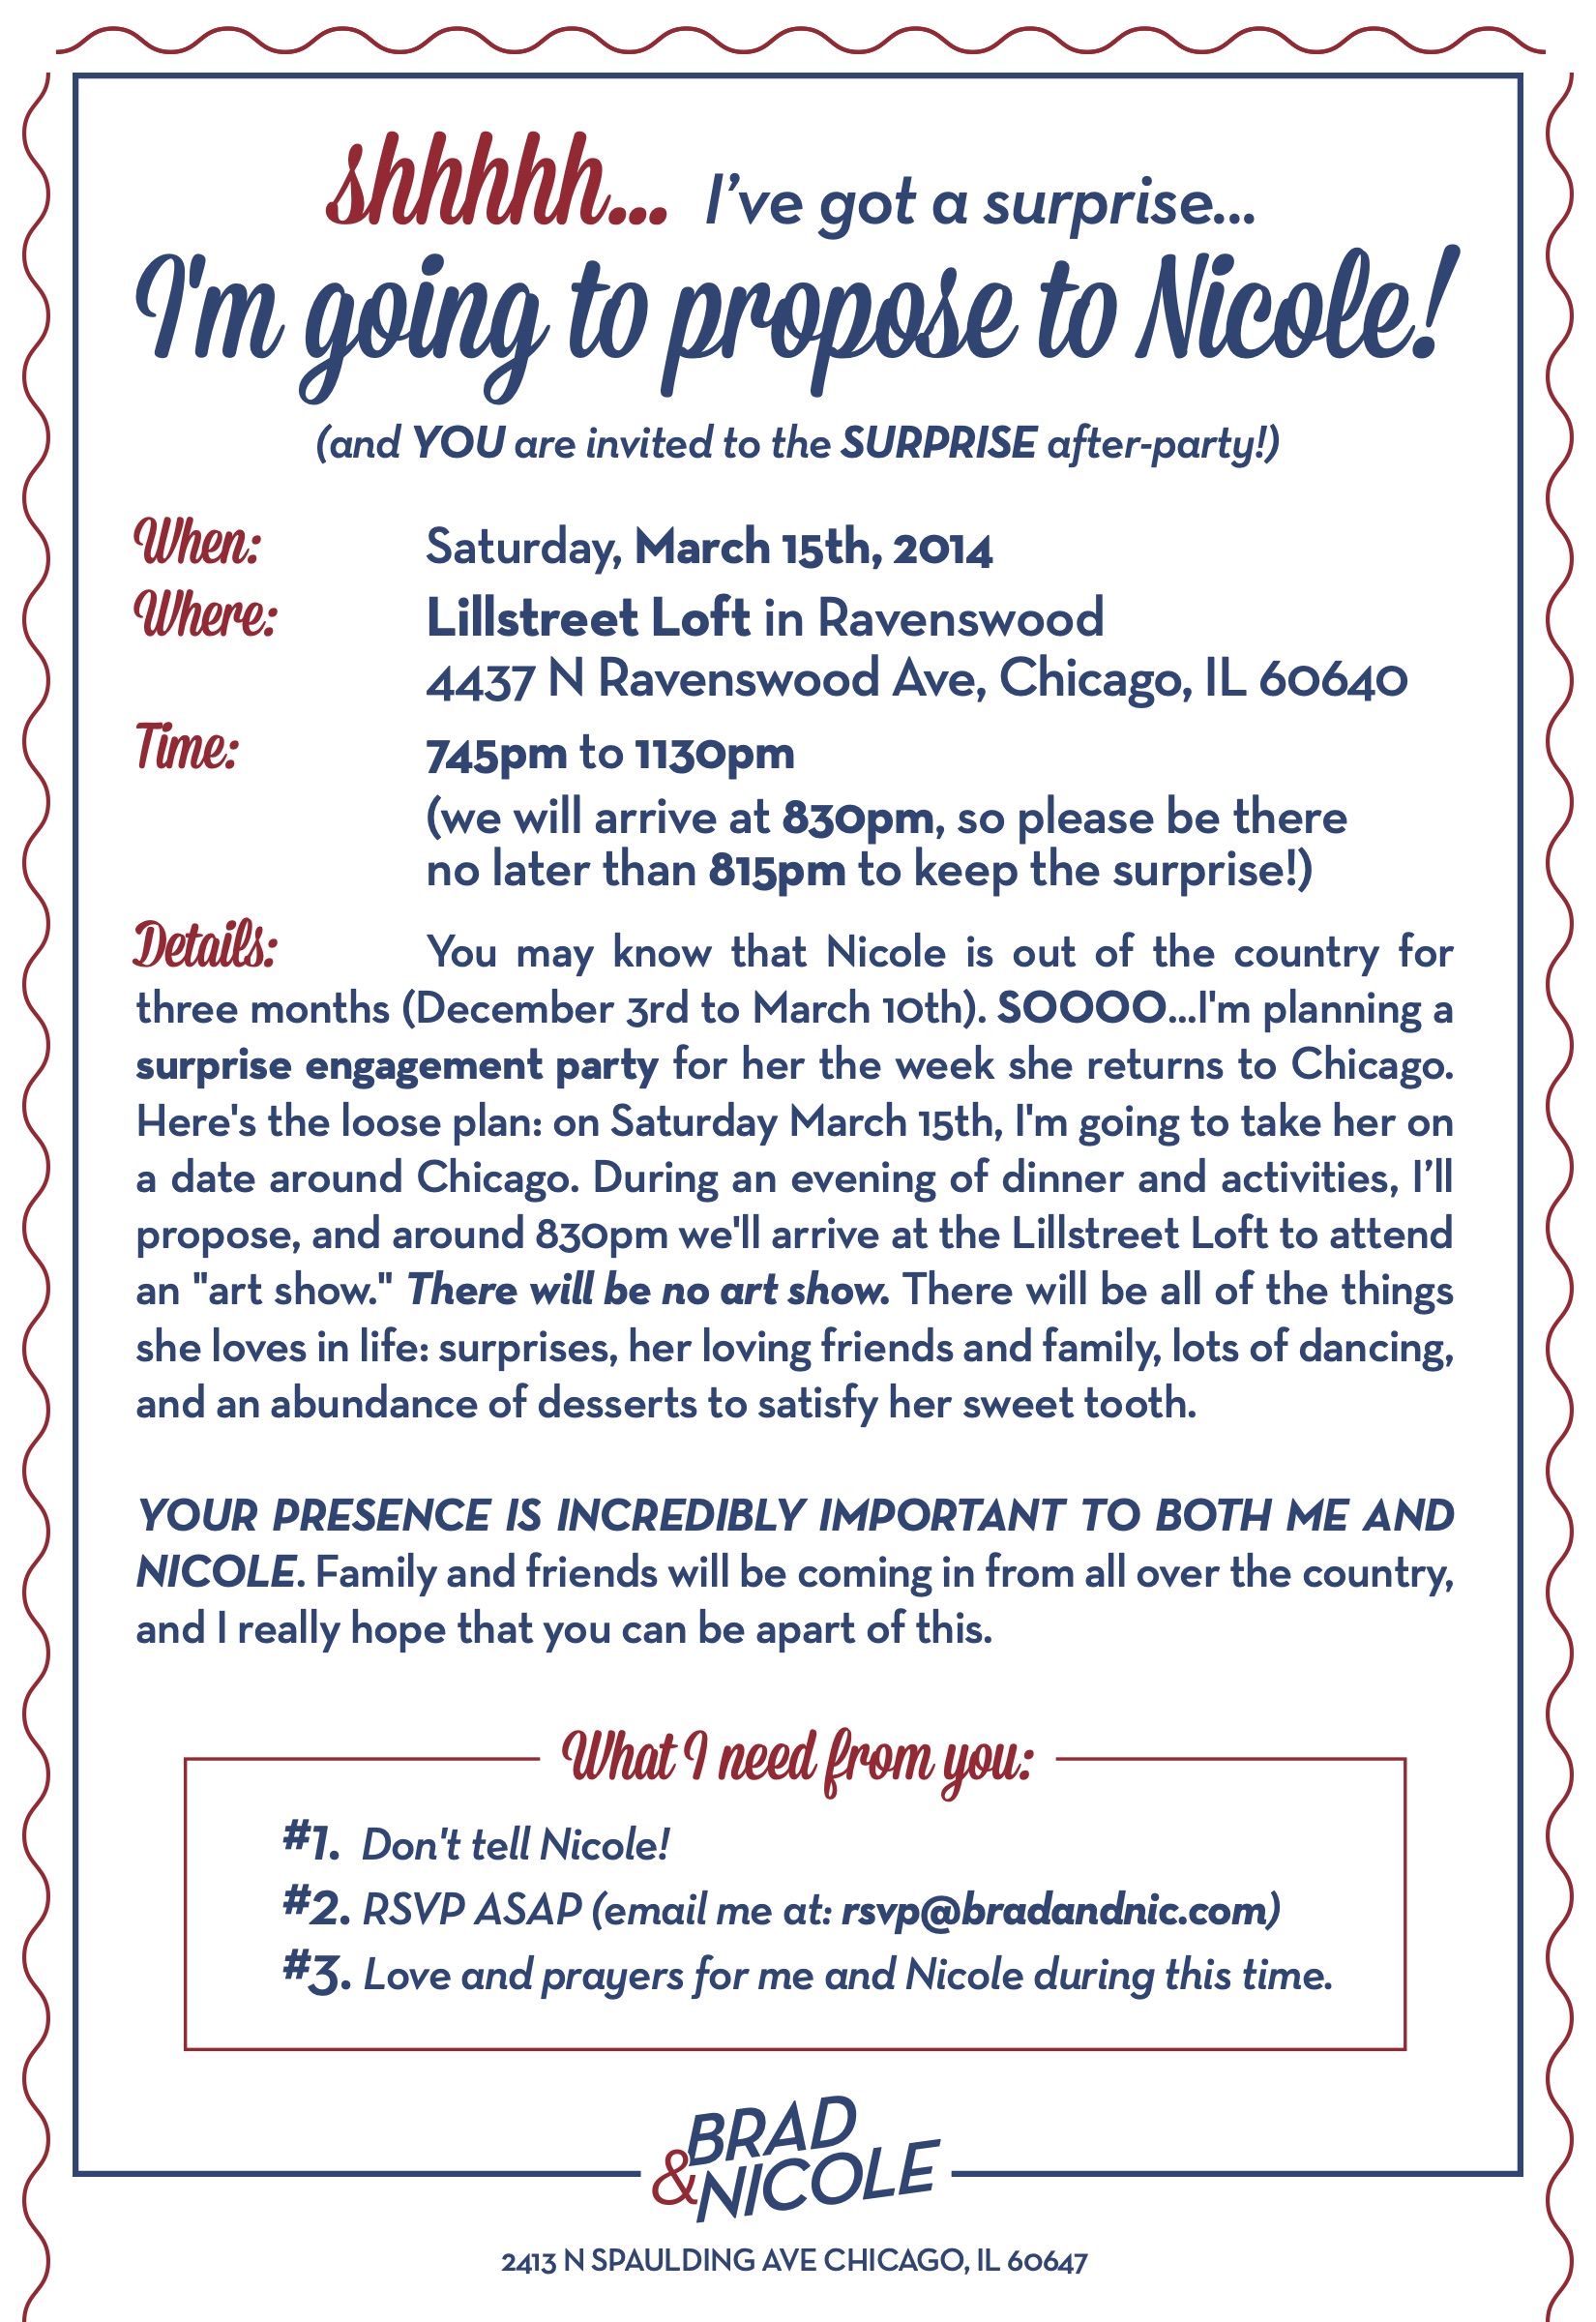 shhhhh... I’ve got a surprise...
I'm going to propose to Nicole!
(and YOU are invited to the SURPRISE after-party!)
When: Saturday, March 15th, 2014
Where: Lillstreet Loft in Ravenswood
4437 N Ravenswood Ave, Chicago, IL 60640
Time: 745pm to 1130pm
(we will arrive at 830pm, so please be there
no later than 815pm to keep the surprise!)
Details: You may know that Nicole is out of the country for
three months (December 3rd to March 10th). SOOOO...I'm planning a
surprise engagement party for her the week she returns to Chicago.
Here's the loose plan: on Saturday March 15th, I'm going to take her on
a date around Chicago. During an evening of dinner and activities, I’ll
propose, and around 830pm we'll arrive at the Lillstreet Loft to attend
an "art show." There will be no art show. There will be all of the things
she loves in life: surprises, her loving friends and family, lots of dancing,
and an abundance of desserts to satisfy her sweet tooth.
YOUR PRESENCE IS INCREDIBLY IMPORTANT TO BOTH ME AND
NICOLE. Family and friends will be coming in from all over the country,
and I really hope that you can be apart of this.
What I need from you:
#1. Don't tell Nicole!
#2. RSVP ASAP (email me at: rsvp@bradandnic.com)
#3. Love and prayers for me and Nicole during this time.
BRAD
&NICOLE
2413 N SPAULDING AVE CHICAGO, IL 60647